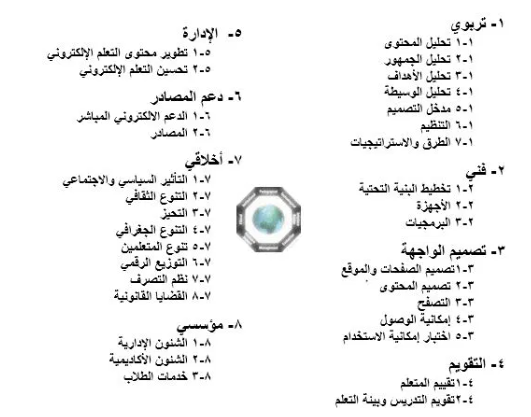 ١- تربوي
١-١ تحليل المحتوى
٢-١ تحليل الجمهور
٣-١ تحليل الأهداف
٤-١ تحليل الوسيطة
٥-١ مدخل التصميم
٦-١ التنظيم
٧-١ الطرق والاستراتيجيات
٢- فني
١-٢ تخطيط البنية التحتية
٢-٢ الأجهزة
٣-٢ البرمجيات
٣- تصميم الواجهة
١-٣تصميم الصفحات والموقع
٢-٣ تصميم المحتوى
٣-٣ التصفح
٤-٣ إمكانية الوصول
٥-٣ اختبار إمكانية الاستخدام
٤- التقويم
١-٤تقييم المتعلم
٢-٤تقويم التدريس وبيئة التعلم
٥- الإدارة
١-٥ تطوير محتوى التعلم الإلكتروني
٢-٥ تحسين التعلم الإلكتروني
٦- دعم المصادر
١-٦ الدعم الالكتروني المباشر
٢-٦ المصادر
٧- أخلاقي
١-٧ التأثير السياسي والاجتماعي
٢-٧ التنوع الثقافي
٣-٧ التحيز
٤-٧ التنوع الجغرافي
٥-٧ تنوع المتعلمين
٦-٧ التوزيع الرقمي
٧-٧ نظم التصرف
٨-٧ القضايا القانونية
٨- مؤسسي
١-٨ الشئون الإدارية
٢-٨ الشئون الأكاديمية
٣-٨ خدمات الطلاب